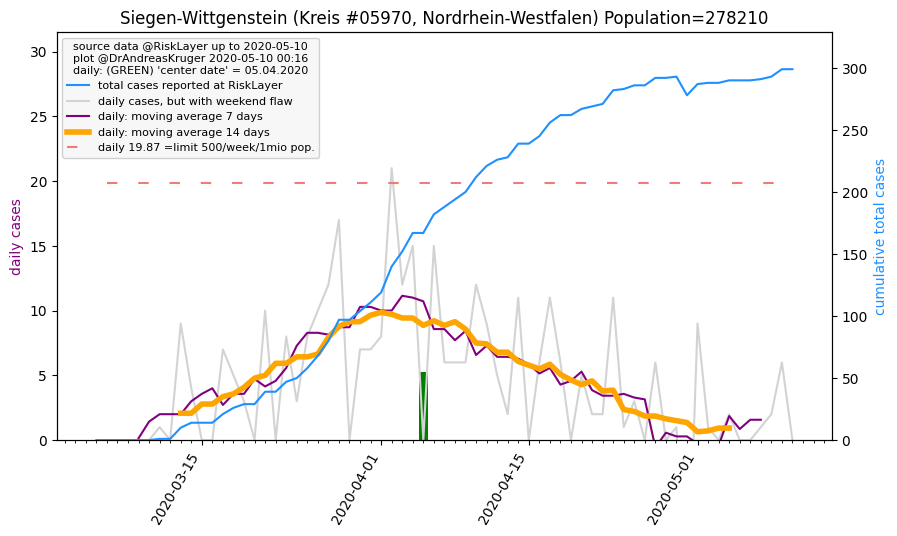 Siegen-Wittgenstein (Kreis #05970, Nordrhein-Westfalen) Population=278210
source data @RiskLayer up to 2020-05-10
plot @DrAndreasKruger 2020-05-10 00:16
daily: (GREEN) 'center date' = 05.04.2020
total cases reported at RiskLayer
daily cases, but with weekend flaw
daily: moving average 7 days
daily: moving average 14 days
daily 19.87 =limit 500/week/1mio pop.
daily cases
30
25
20
15
10
5
0
cumulative total cases
300
250
200
150
100
50
0
2020-03-15
2020-04-01
2020-04-15
2020-05-01